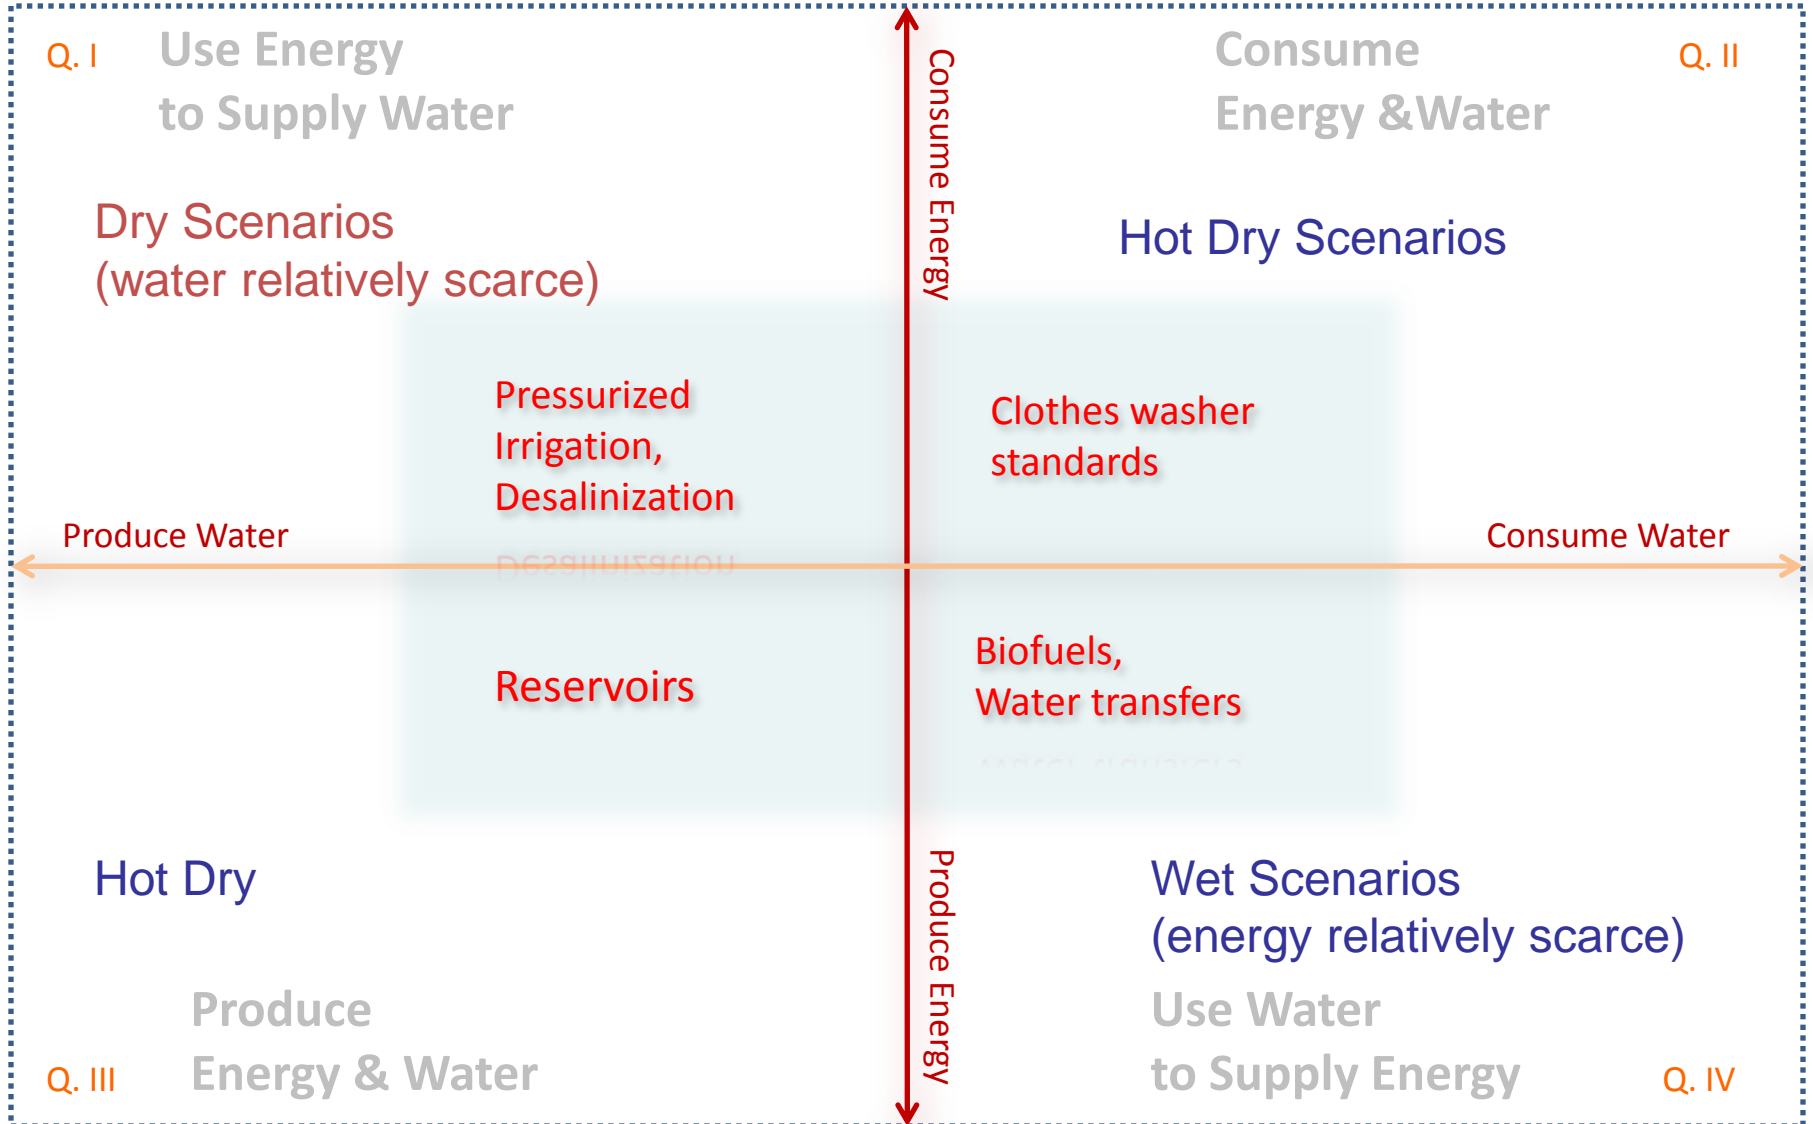 Q. I
Use Energy
to Supply Water
Consume
Energy &Water
Q. II
Consume Energy
Dry Scenarios
(water relatively scarce)
Hot Dry Scenarios
Pressurized
Irrigation,
Desalinization
Clothes washer
standards
Produce Water
Consume Water
Reservoirs
Biofuels,
Water transfers
Hot Dry
Produce Energy
Wet Scenarios
(energy relatively scarce)
Produce
Energy & Water
Q. III
Use Water
to Supply Energy
Q. IV